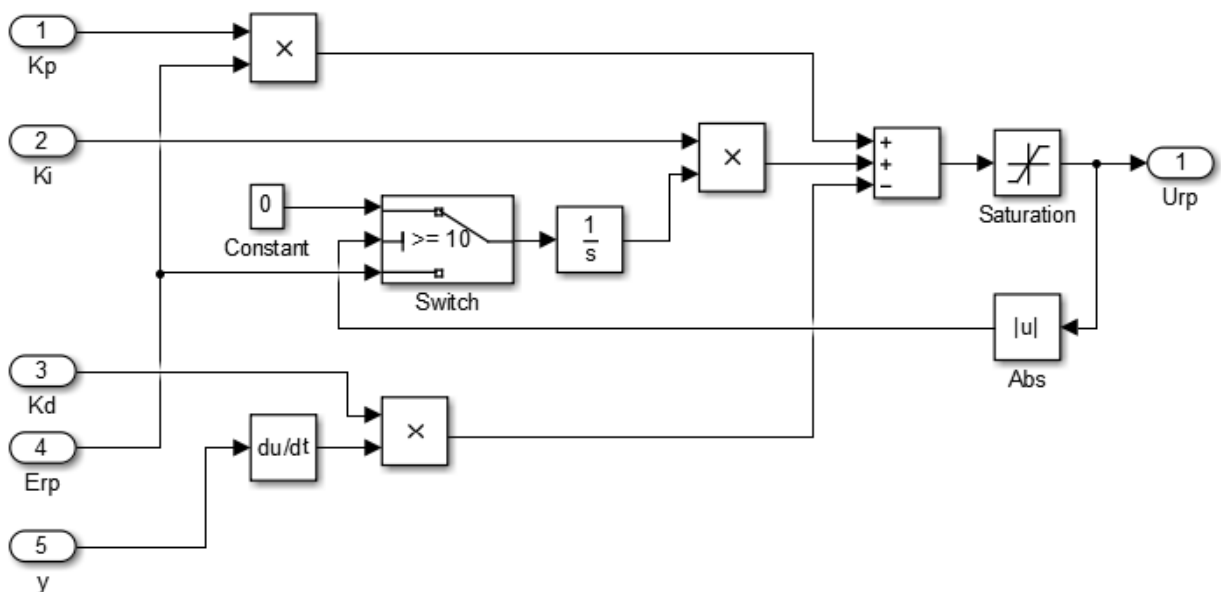 1
Kp
×
2
Ki
×
+
+
−
Saturation
1
Urp
0
Constant
>= 10
Switch
1
s
|u|
Abs
3
Kd
×
4
Erp
du/dt
5
y